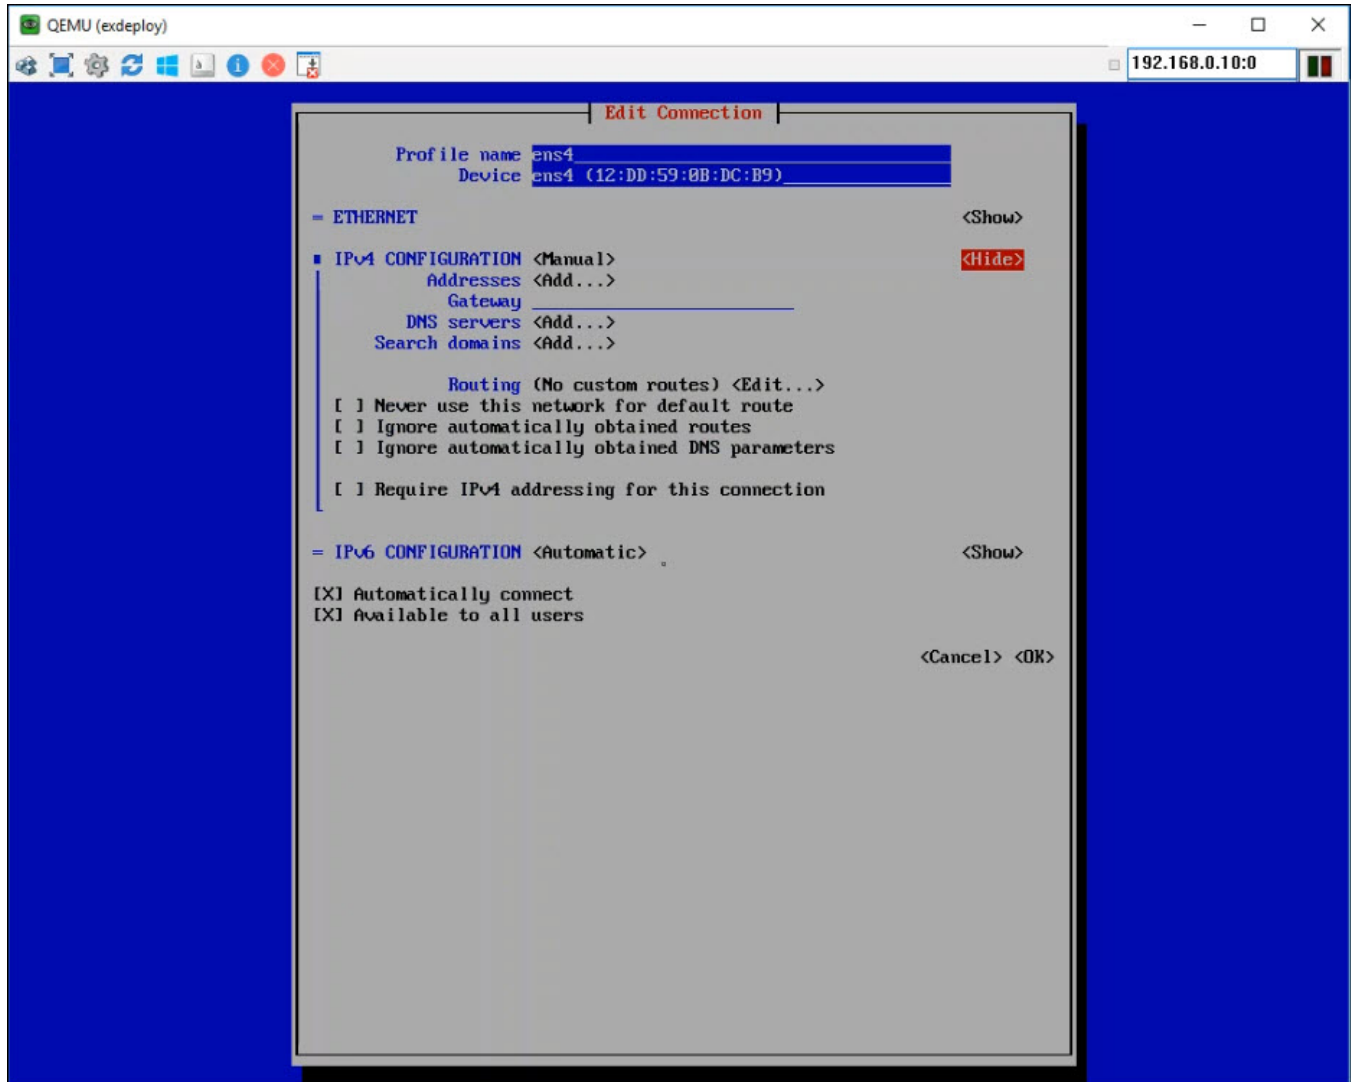 QEMU (exdeploy)
192.168.0.10:0
Edit Connection
Profile name ens4
Device ens4 (12:DD:59:0B:DC:B9)
= ETHERNET <Show>
IPv4 CONFIGURATION <Manual> <Hide>
Addresses <Add...>
Gateway
DNS servers <Add...>
Search domains <Add...>
Routing (No custom routes) <Edit...>
[ ] Never use this network for default route
[ ] Ignore automatically obtained routes
[ ] Ignore automatically obtained DNS parameters
[ ] Require IPv4 addressing for this connection
= IPv6 CONFIGURATION <Automatic> <Show>
[X] Automatically connect
[X] Available to all users
<Cancel> <OK>